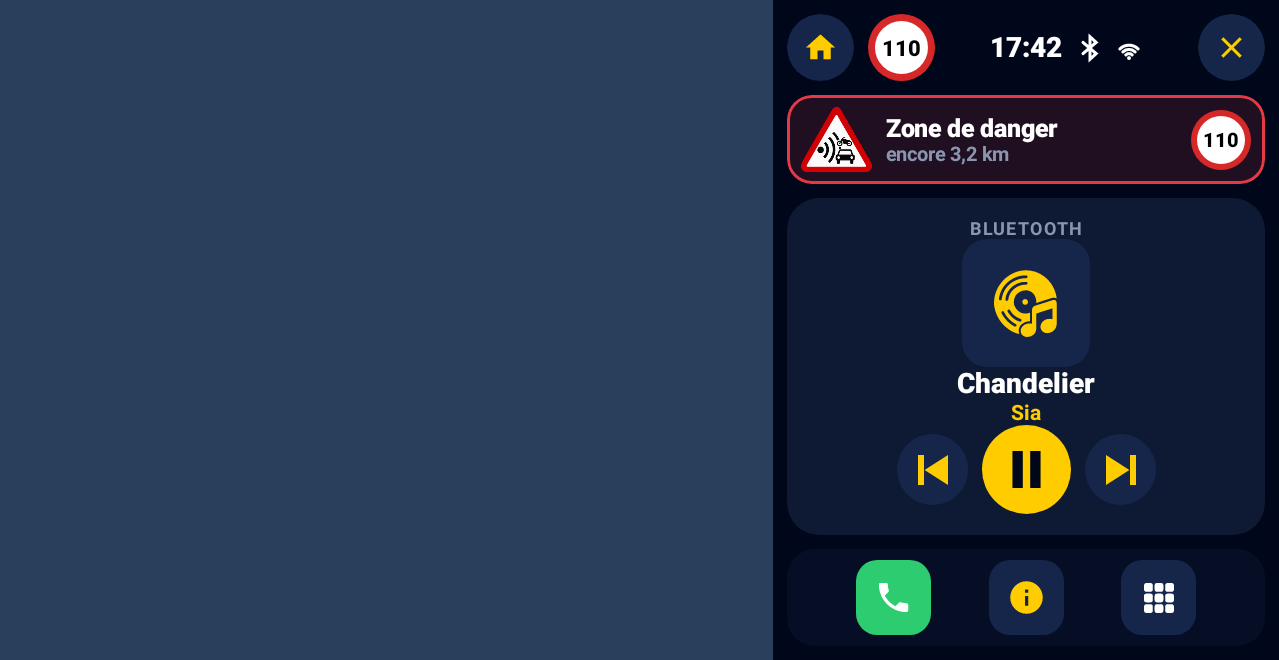 110
17:42
Zone de danger
encore 3,2 km
110
BLUETOOTH
Chandelier
Sia